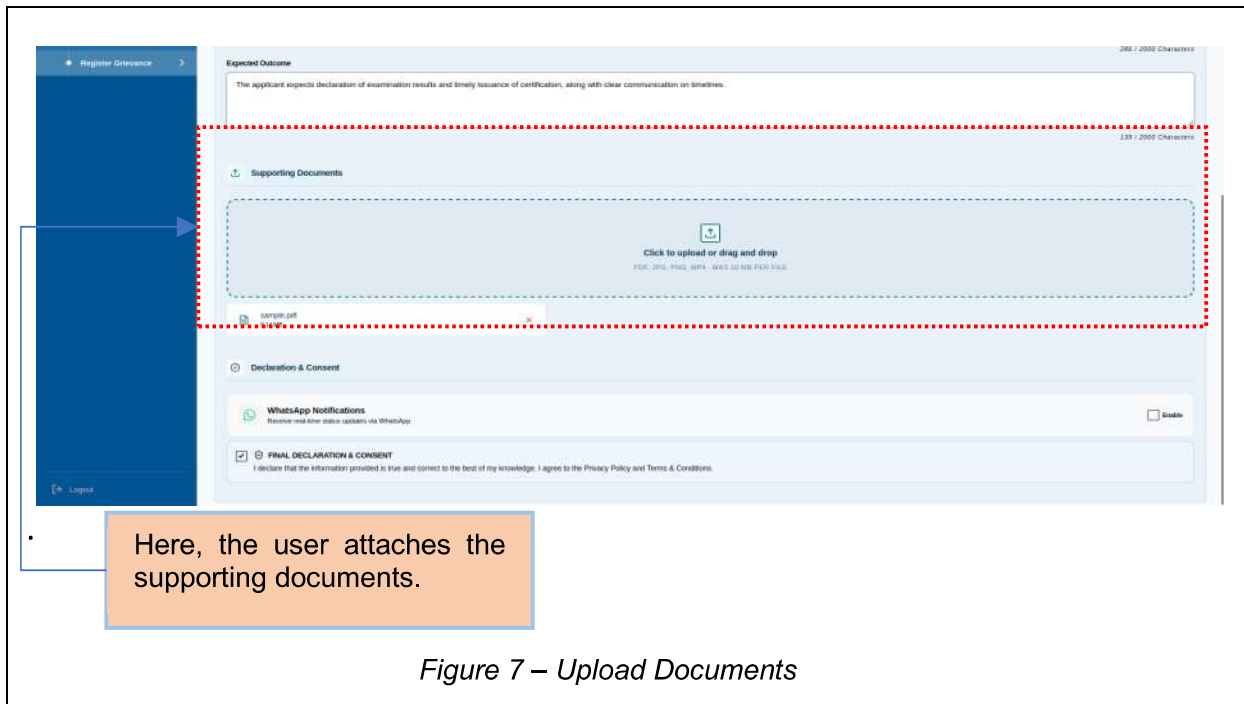 286 / 2000 Characters
Register Grievance
Expected Outcome
The applicant expects declaration of examination results and timely issuance of certification, along with clear communication on timelines.
139 / 2000 Characters
Supporting Documents
Click to upload or drag and drop
PDF, JPG, PNG, MP4 - MAX 10 MB PER FILE
sample.pdf
Declaration & Consent
WhatsApp Notifications
Receive real-time status updates via WhatsApp
Enable
FINAL DECLARATION & CONSENT
I declare that the information provided is true and correct to the best of my knowledge. I agree to the Privacy Policy and Terms & Conditions.
Logout
.
Here, the user attaches the
supporting documents.
Figure 7 – Upload Documents